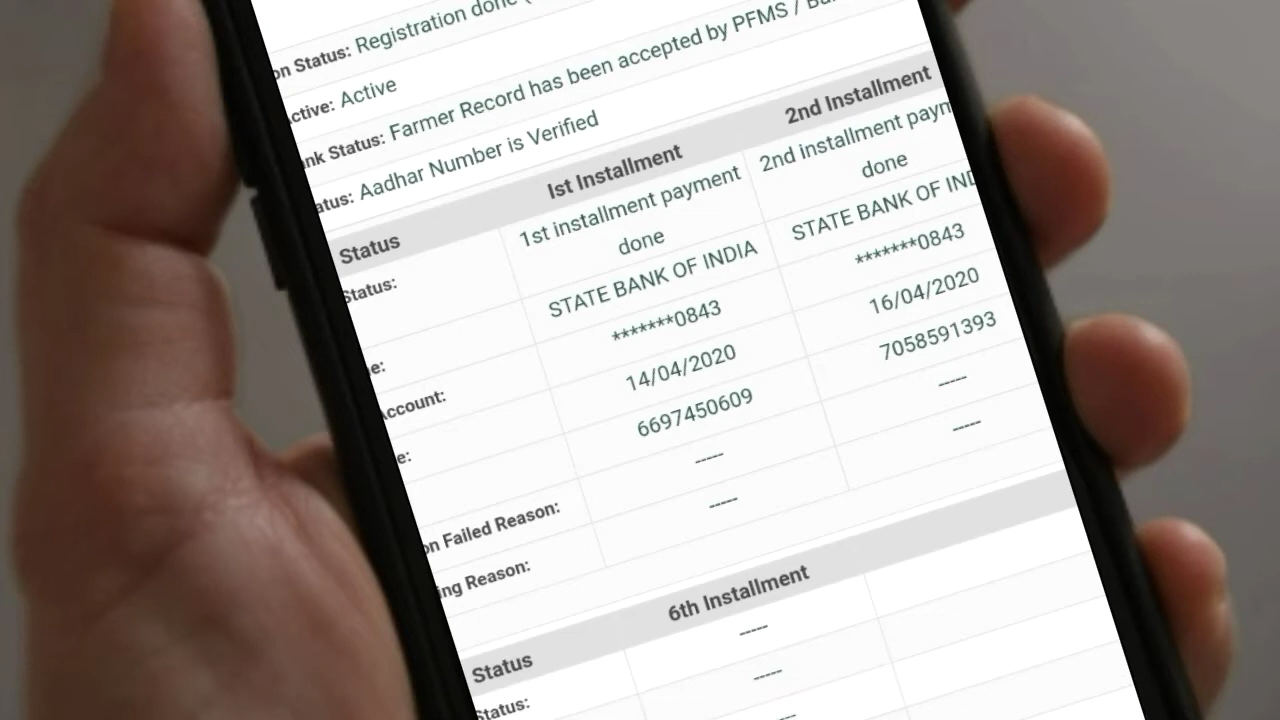 on Status: Registration done (
ctive: Active
nk Status: Farmer Record has been accepted by PFMS /
atus: Aadhar Number is Verified
Status Ist Installment 2nd Installment
Status: 1st installment payment done 2nd installment paym done
e: STATE BANK OF INDIA STATE BANK OF IND
Account: *******0843 *******0843
e: 14/04/2020 16/04/2020
6697450609 7058591393
on Failed Reason: ----- -----
ing Reason: ----- -----
Status 6th Installment
Status: -----
-----
-----